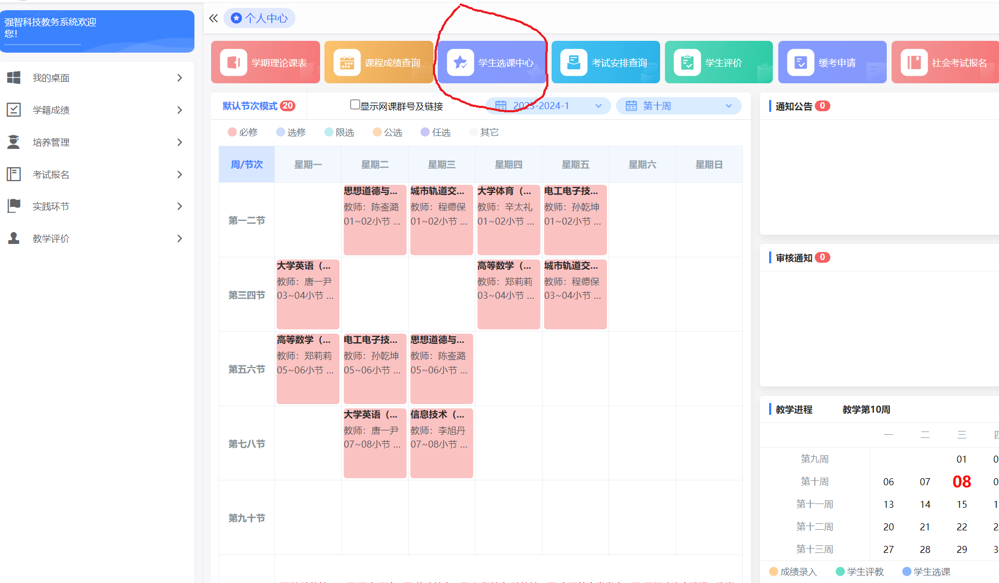 强智科技教务系统欢迎
您!
个人中心
学期理论课表
课程成绩查询
学生选课中心
考试安排查询
学生评价
缓考申请
社会考试报名
我的桌面
学籍成绩
培养管理
考试报名
实践环节
教学评价
默认节次模式 20
显示网课群号及链接
2023-2024-1
第十周
必修 选修 限选 公选 任选 其它
周/节次 星期一 星期二 星期三 星期四 星期五 星期六 星期日
第一二节
思想道德与...
教师：陈崟潞
01~02小节 ...
城市轨道交...
教师：程德保
01~02小节 ...
大学体育（...
教师：辛太礼
01~02小节 ...
电工电子技...
教师：孙乾坤
01~02小节 ...
第三四节
大学英语（...
教师：唐一尹
03~04小节 ...
高等数学（...
教师：郑莉莉
03~04小节 ...
城市轨道交...
教师：程德保
03~04小节 ...
第五六节
高等数学（...
教师：郑莉莉
05~06小节 ...
电工电子技...
教师：孙乾坤
05~06小节 ...
思想道德与...
教师：陈崟潞
05~06小节 ...
第七八节
大学英语（...
教师：唐一尹
07~08小节 ...
信息技术（...
教师：李旭丹
07~08小节 ...
第九十节
通知公告 0
审核通知 0
教学进程 教学第10周
一 二 三
第九周 01
第十周 06 07 08
第十一周 13 14 15
第十二周 20 21 22
第十三周 27 28 29
成绩录入 学生评教 学生选课